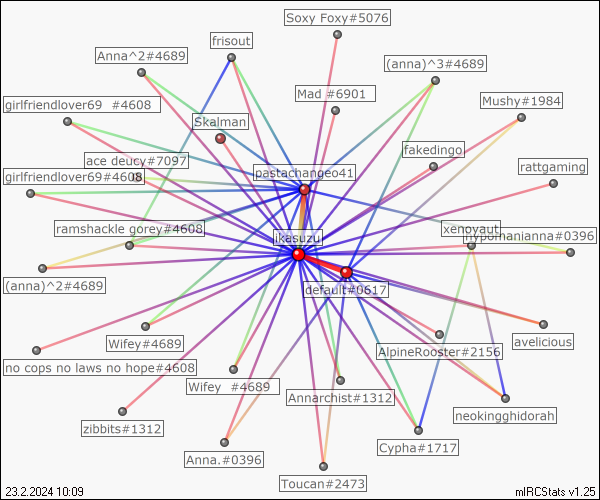 Soxy Foxy#5076
frisout
Anna^2#4689
(anna)^3#4689
Mad #6901
girlfriendlover69 #4608
Mushy#1984
Skalman
fakedingo
ace deucy#7097
rattgaming
pastachangeo41
girlfriendlover69#4608
ramshackle gorey#4608
xenovaut
ikasuzu
hypornanianna#0396
(anna)^2#4689
default#0617
Wifey#4689
avelicious
AlpineRooster#2156
no cops no laws no hope#4608
Wifey #4689
Annarchist#1312
neokingghidorah
zibbits#1312
Cypha#1717
Anna.#0396
Toucan#2473
23.2.2024 10:09
mIRCStats v1.25